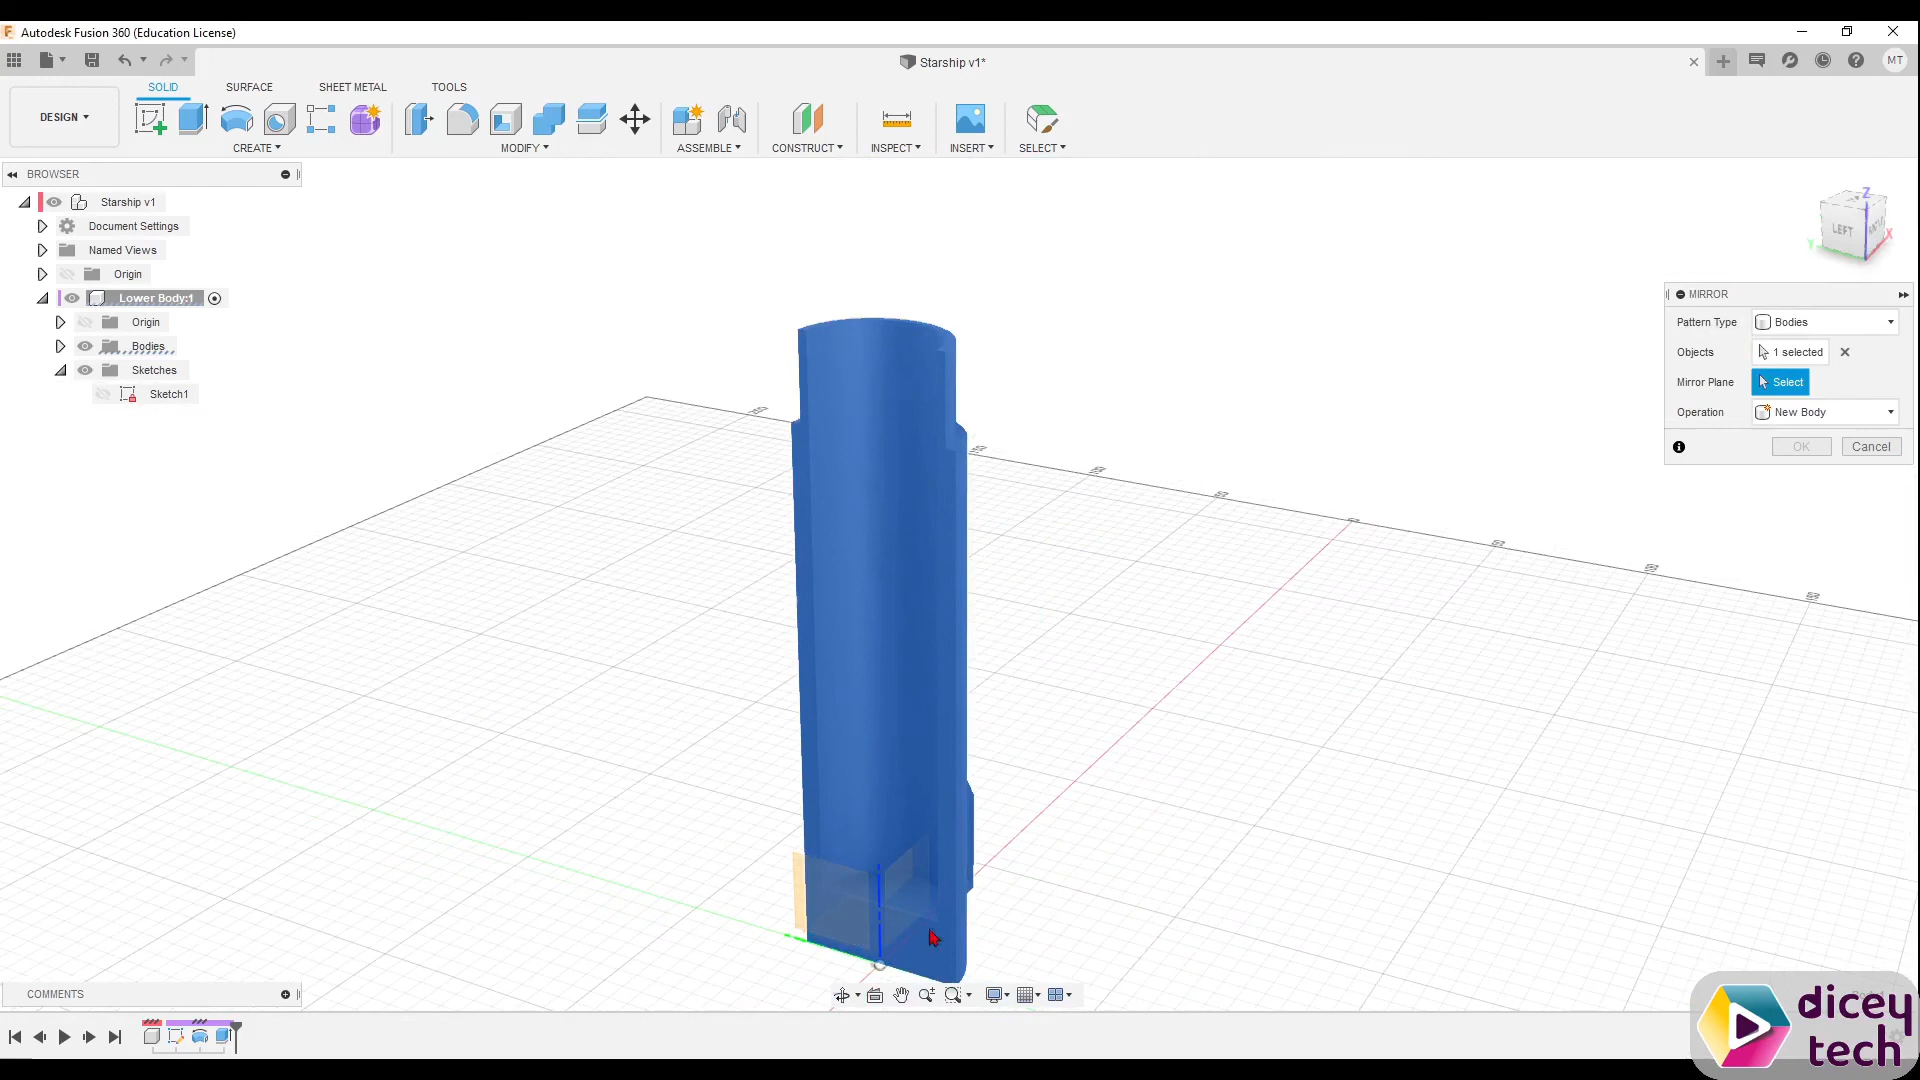 Autodesk Fusion 360 (Education License)
Starship v1*
MT
SOLID
SURFACE
SHEET METAL
TOOLS
DESIGN
CREATE
MODIFY
ASSEMBLE
CONSTRUCT
INSPECT
INSERT
SELECT
BROWSER
Starship v1
Document Settings
Named Views
Origin
Lower Body:1
Origin
Bodies
Sketches
Sketch1
Z
LEFT
X
Y
MIRROR
Pattern Type
Bodies
Objects
1 selected
Mirror Plane
Select
Operation
New Body
OK
Cancel
COMMENTS
dicey
tech